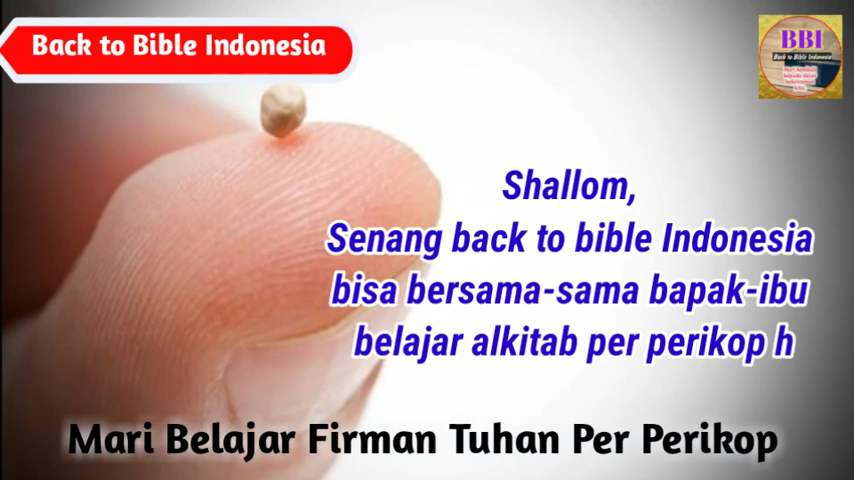 Back to Bible Indonesia
BBI
Back to Bible Indonesia
Shallom,
Senang back to bible Indonesia
bisa bersama-sama bapak-ibu
belajar alkitab per perikop h
Mari Belajar Firman Tuhan Per Perikop